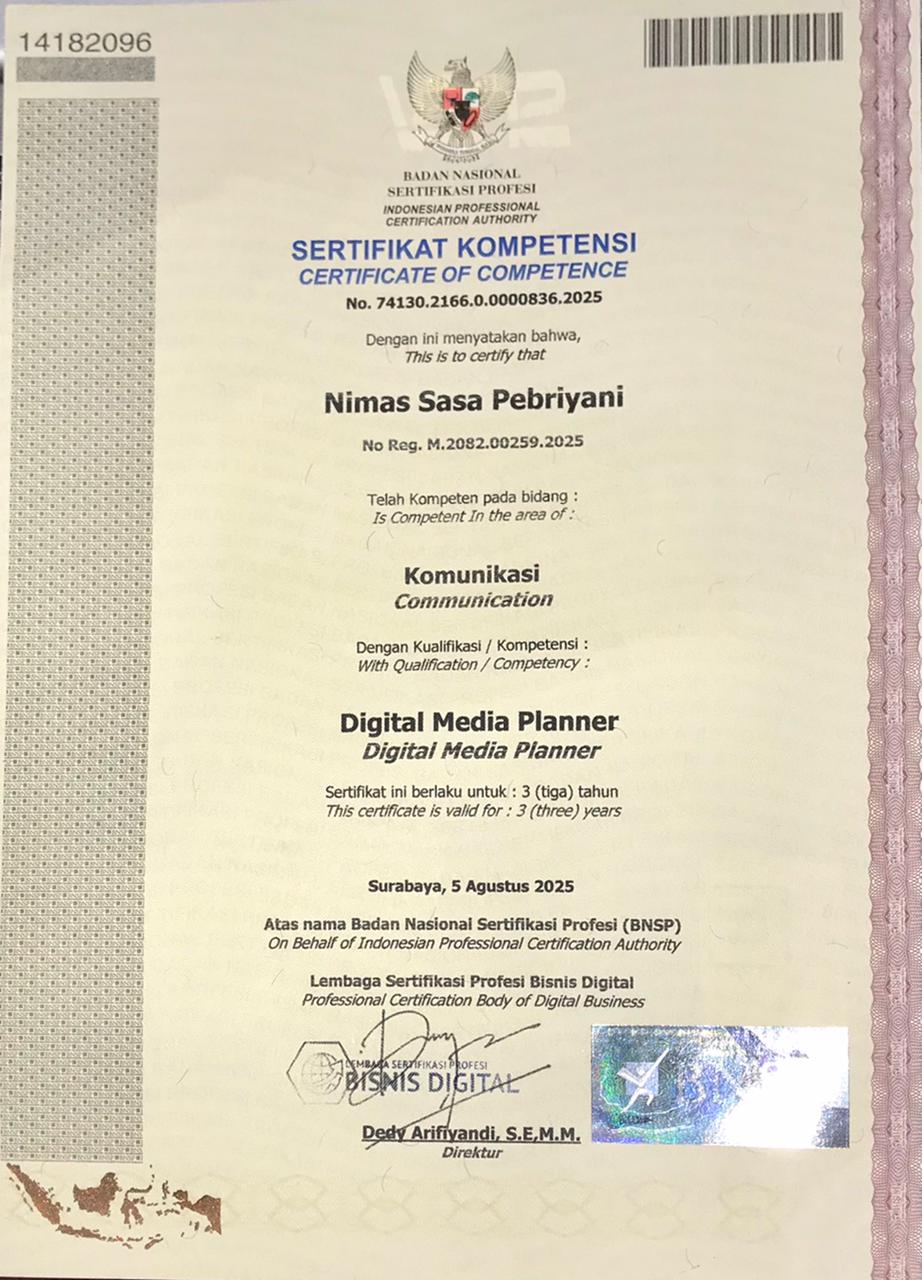 14182096
BADAN NASIONAL
SERTIFIKASI PROFESI
INDONESIAN PROFESSIONAL
CERTIFICATION AUTHORITY
SERTIFIKAT KOMPETENSI
CERTIFICATE OF COMPETENCE
No. 74130.2166.0.0000836.2025
Dengan ini menyatakan bahwa,
This is to certify that
Nimas Sasa Pebriyani
No Reg. M.2082.00259.2025
Telah Kompeten pada bidang :
Is Competent In the area of :
Komunikasi
Communication
Dengan Kualifikasi / Kompetensi :
With Qualification / Competency :
Digital Media Planner
Digital Media Planner
Sertifikat ini berlaku untuk : 3 (tiga) tahun
This certificate is valid for : 3 (three) years
Surabaya, 5 Agustus 2025
Atas nama Badan Nasional Sertifikasi Profesi (BNSP)
On Behalf of Indonesian Professional Certification Authority
Lembaga Sertifikasi Profesi Bisnis Digital
Professional Certification Body of Digital Business
LEMBAGA SERTIFIKASI PROFESI
BISNIS DIGITAL
Dedy Arifiyandi, S.E,M.M.
Direktur